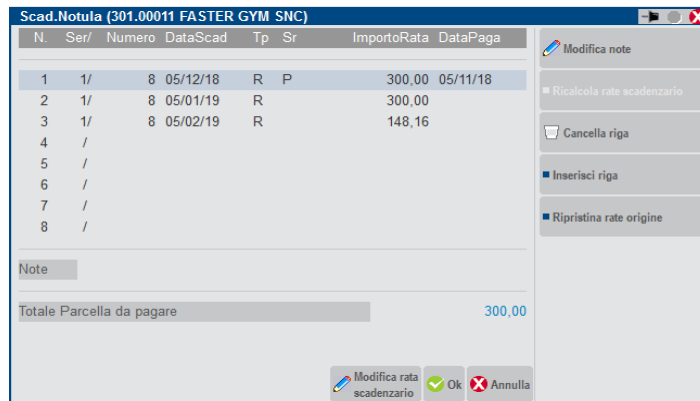 Scad.Notula (301.00011 FASTER GYM SNC)
N. Ser/ Numero DataScad Tp Sr ImportoRata DataPaga
1 1/ 8 05/12/18 R P 300,00 05/11/18
2 1/ 8 05/01/19 R 300,00
3 1/ 8 05/02/19 R 148,16
4 /
5 /
6 /
7 /
8 /
Note
Totale Parcella da pagare 300,00
Modifica rata
scadenzario
Ok
Annulla
Modifica note
Ricalcola rate scadenzario
Cancella riga
Inserisci riga
Ripristina rate origine